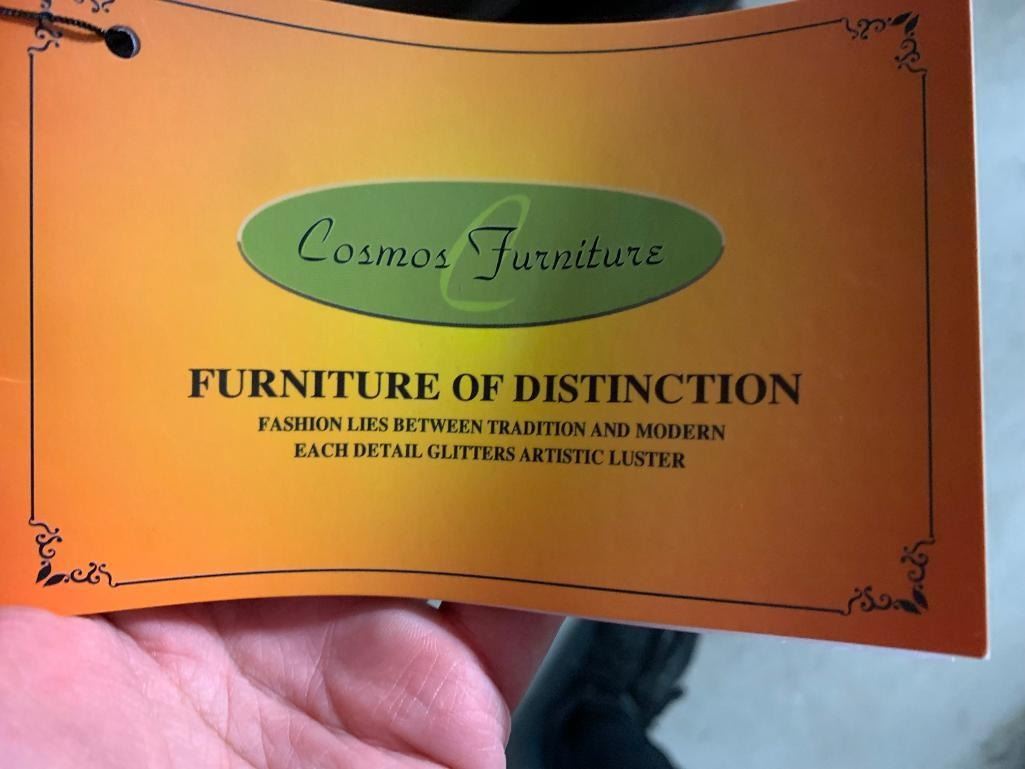 Cosmos Furniture
FURNITURE OF DISTINCTION
FASHION LIES BETWEEN TRADITION AND MODERN
EACH DETAIL GLITTERS ARTISTIC LUSTER